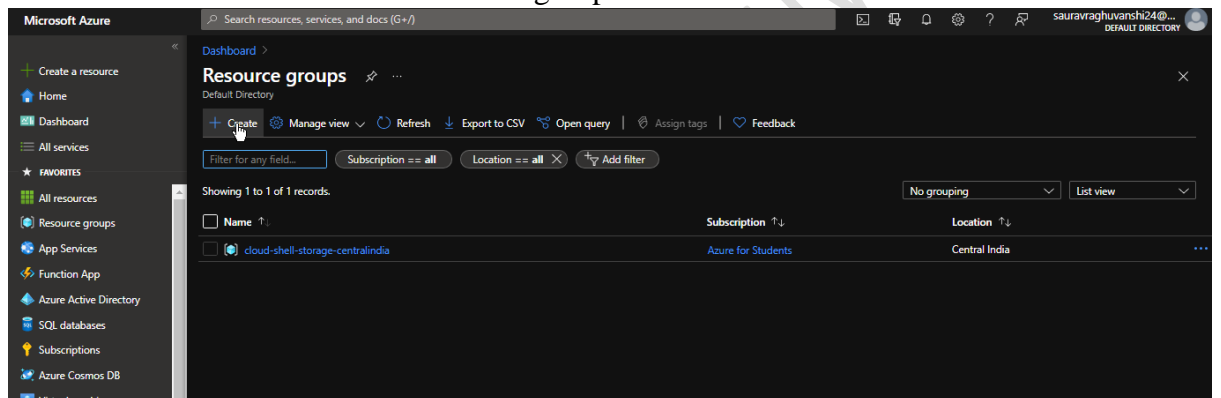 group
Microsoft Azure
Search resources, services, and docs (G+/)
sauravraghuvanshi24@...
DEFAULT DIRECTORY
Dashboard >
Resource groups
Default Directory
Create Manage view Refresh Export to CSV Open query | Assign tags | Feedback
Filter for any field... Subscription == all Location == all Add filter
Showing 1 to 1 of 1 records.
No grouping List view
Name Subscription Location
cloud-shell-storage-centralindia Azure for Students Central India
Create a resource
Home
Dashboard
All services
FAVORITES
All resources
Resource groups
App Services
Function App
Azure Active Directory
SQL databases
Subscriptions
Azure Cosmos DB